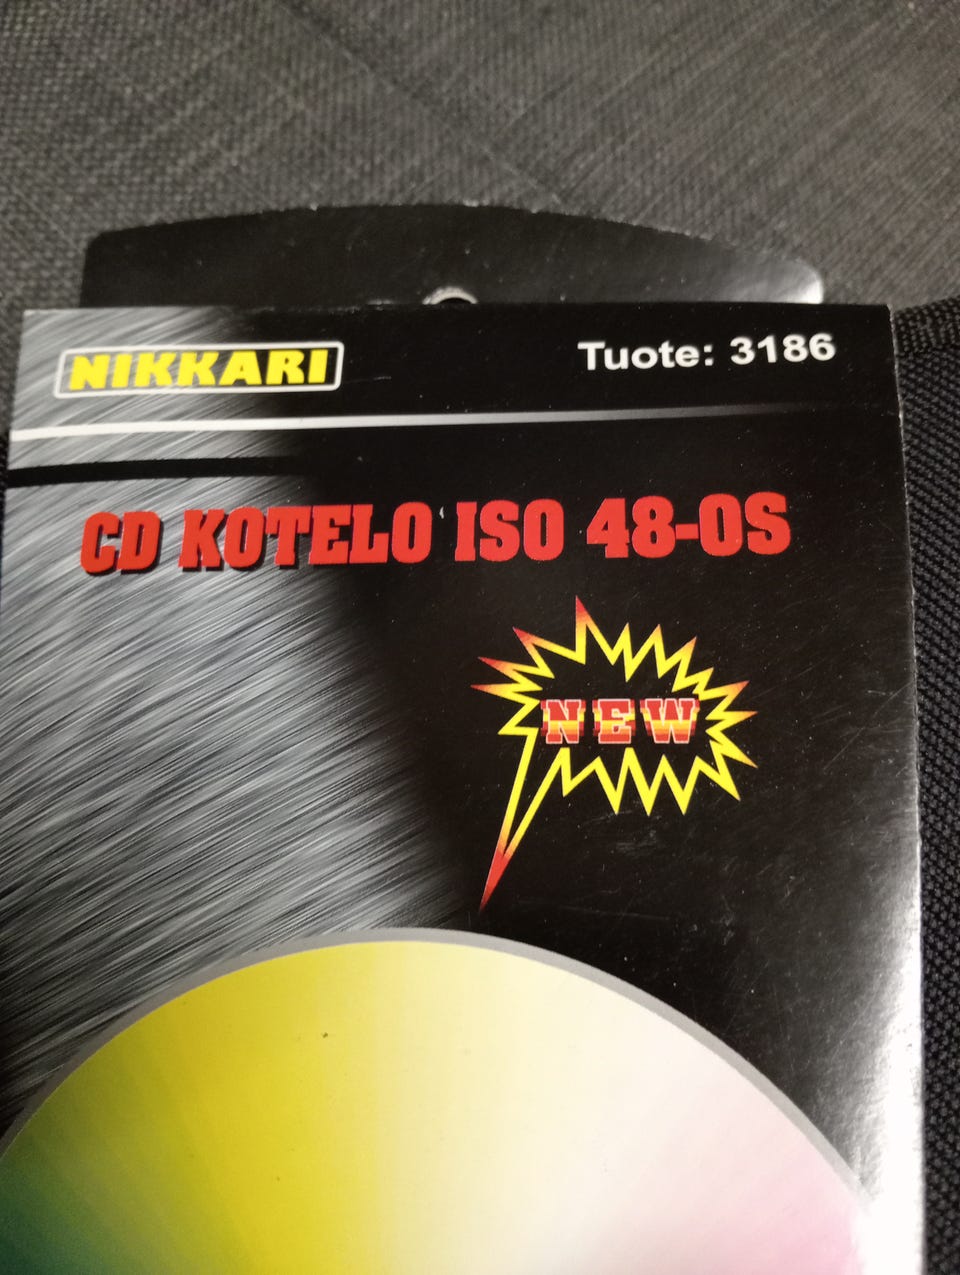 NIKKARI
Tuote: 3186
CD KOTELO ISO 48-OS
NEW